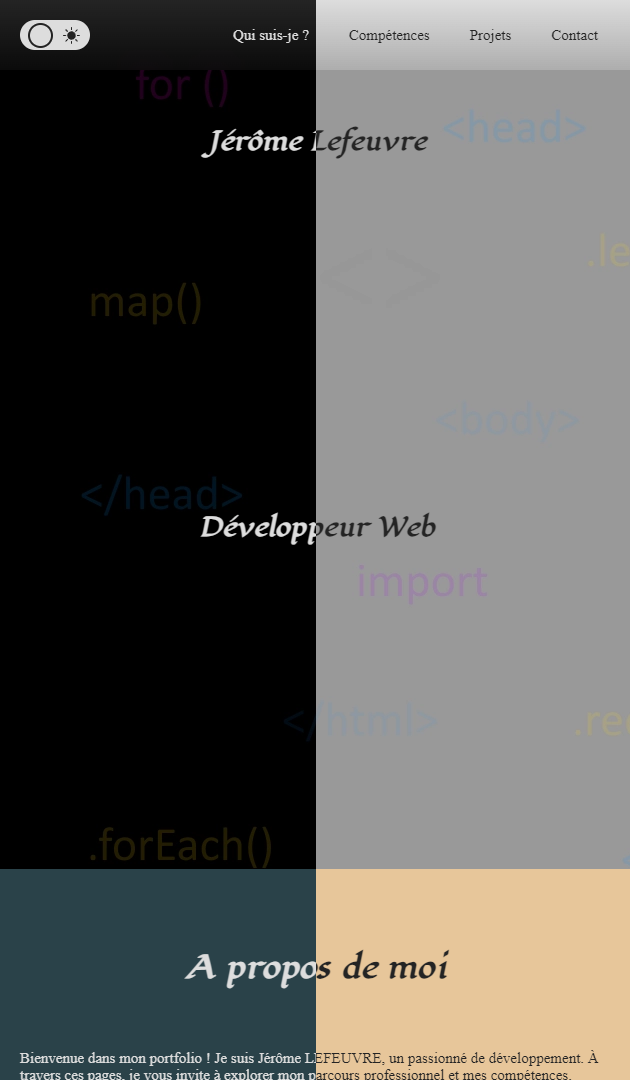 Qui suis-je ? Compétences Projets Contact
for ()
<head>
Jérôme Lefeuvre
.le
<>
map()
<body>
</head>
Développeur Web
import
</html>
.rec
.forEach()
A propos de moi
Bienvenue dans mon portfolio ! Je suis Jérôme LEFEUVRE, un passionné de développement. À
travers ces pages, je vous invite à explorer mon parcours professionnel et mes compétences.